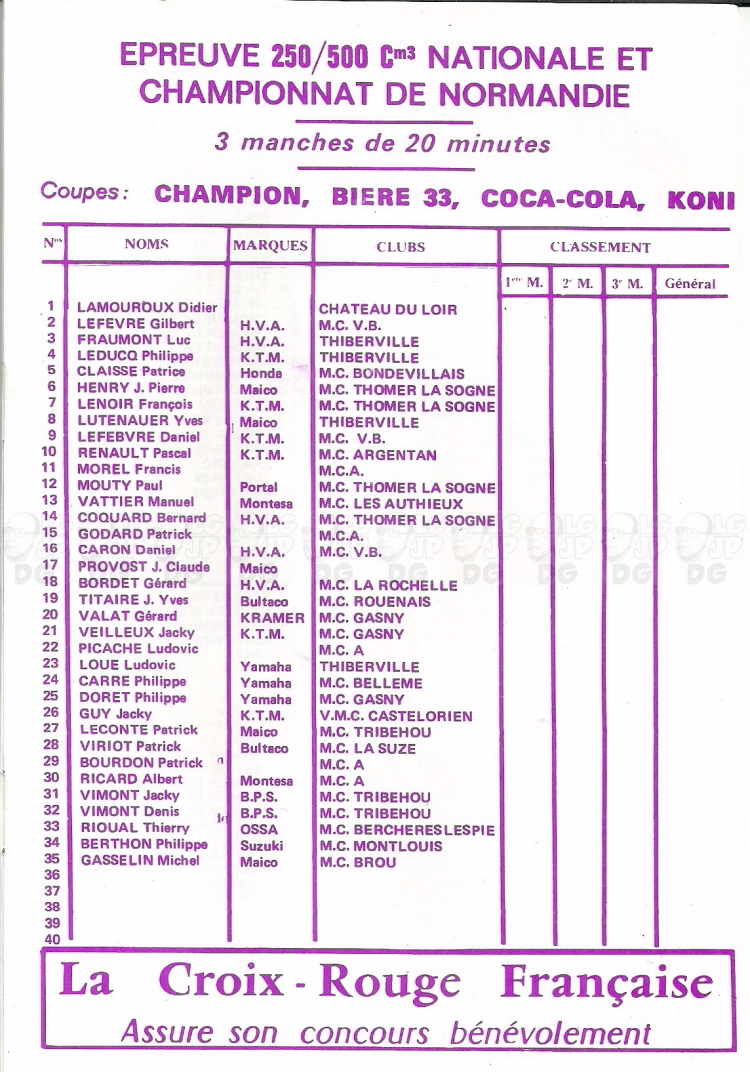 EPREUVE 250/500 Cm3 NATIONALE ET
CHAMPIONNAT DE NORMANDIE
3 manches de 20 minutes
Coupes: CHAMPION, BIERE 33, COCA-COLA, KONI
Nos NOMS MARQUES CLUBS CLASSEMENT
1ère M. 2e M. 3e M. Général
1 LAMOUROUX Didier CHATEAU DU LOIR
2 LEFEVRE Gilbert H.V.A. M.C. V.B.
3 FRAUMONT Luc H.V.A. THIBERVILLE
4 LEDUCQ Philippe K.T.M. THIBERVILLE
5 CLAISSE Patrice Honda M.C. BONDEVILLAIS
6 HENRY J. Pierre Maico M.C. THOMER LA SOGNE
7 LENOIR François K.T.M. M.C. THOMER LA SOGNE
8 LUTENAUER Yves Maico THIBERVILLE
9 LEFEBVRE Daniel K.T.M. M.C. V.B.
10 RENAULT Pascal K.T.M. M.C. ARGENTAN
11 MOREL Francis M.C.A.
12 MOUTY Paul Portal M.C. THOMER LA SOGNE
13 VATTIER Manuel Montesa M.C. LES AUTHIEUX
14 COQUARD Bernard H.V.A. M.C. THOMER LA SOGNE
15 GODARD Patrick M.C.A.
16 CARON Daniel H.V.A. M.C. V.B.
17 PROVOST J. Claude Maico
18 BORDET Gérard H.V.A. M.C. LA ROCHELLE
19 TITAIRE J. Yves Bultaco M.C. ROUENAIS
20 VALAT Gérard KRAMER M.C. GASNY
21 VEILLEUX Jacky K.T.M. M.C. GASNY
22 PICACHE Ludovic M.C. A
23 LOUE Ludovic Yamaha THIBERVILLE
24 CARRE Philippe Yamaha M.C. BELLEME
25 DORET Philippe Yamaha M.C. GASNY
26 GUY Jacky K.T.M. V.M.C. CASTELORIEN
27 LECONTE Patrick Maico M.C. TRIBEHOU
28 VIRIOT Patrick Bultaco M.C. LA SUZE
29 BOURDON Patrick M.C. A
30 RICARD Albert Montesa M.C. A
31 VIMONT Jacky B.P.S. M.C. TRIBEHOU
32 VIMONT Denis B.P.S. M.C. TRIBEHOU
33 RIOUAL Thierry OSSA M.C. BERCHERES LESPIE
34 BERTHON Philippe Suzuki M.C. MONTLOUIS
35 GASSELIN Michel Maico M.C. BROU
36
37
38
39
40
La Croix-Rouge Française
Assure son concours bénévolement